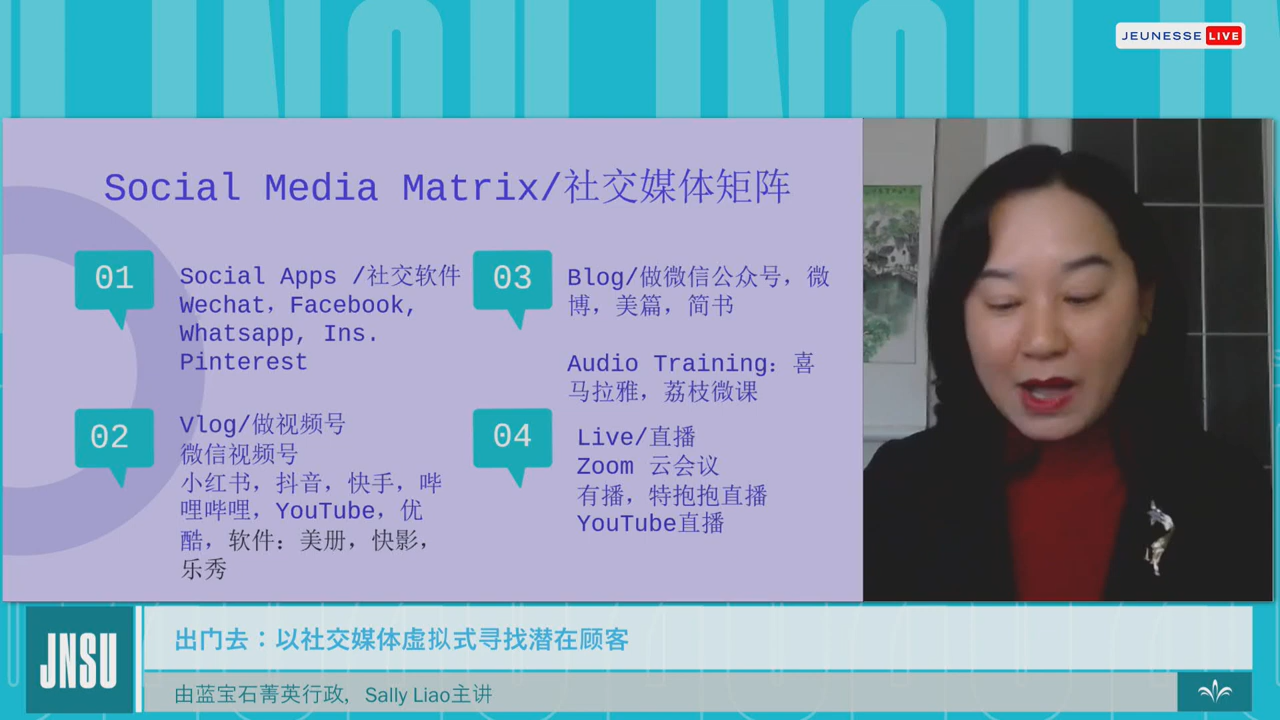 JEUNESSE LIVE
Social Media Matrix/社交媒体矩阵
01
Social Apps /社交软件
Wechat，Facebook,
Whatsapp, Ins.
Pinterest
02
Vlog/做视频号
微信视频号
小红书，抖音，快手，哔
哩哔哩，YouTube，优
酷，软件：美册，快影，
乐秀
03
Blog/做微信公众号，微
博，美篇，简书
Audio Training：喜
马拉雅，荔枝微课
04
Live/直播
Zoom 云会议
有播，特抱抱直播
YouTube直播
JNSU
出门去：以社交媒体虚拟式寻找潜在顾客
由蓝宝石菁英行政，Sally Liao主讲